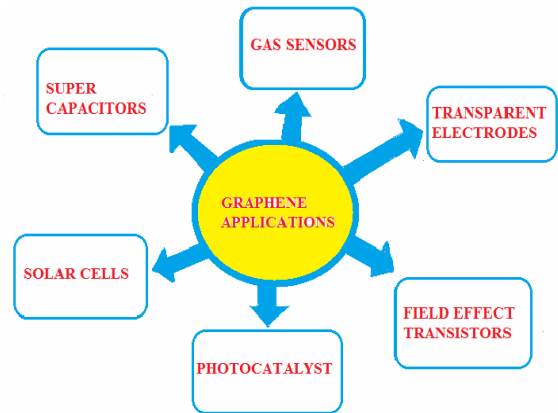 GAS SENSORS
SUPER
CAPACITORS
TRANSPARENT
ELECTRODES
GRAPHENE
APPLICATIONS
SOLAR CELLS
FIELD EFFECT
TRANSISTORS
PHOTOCATALYST